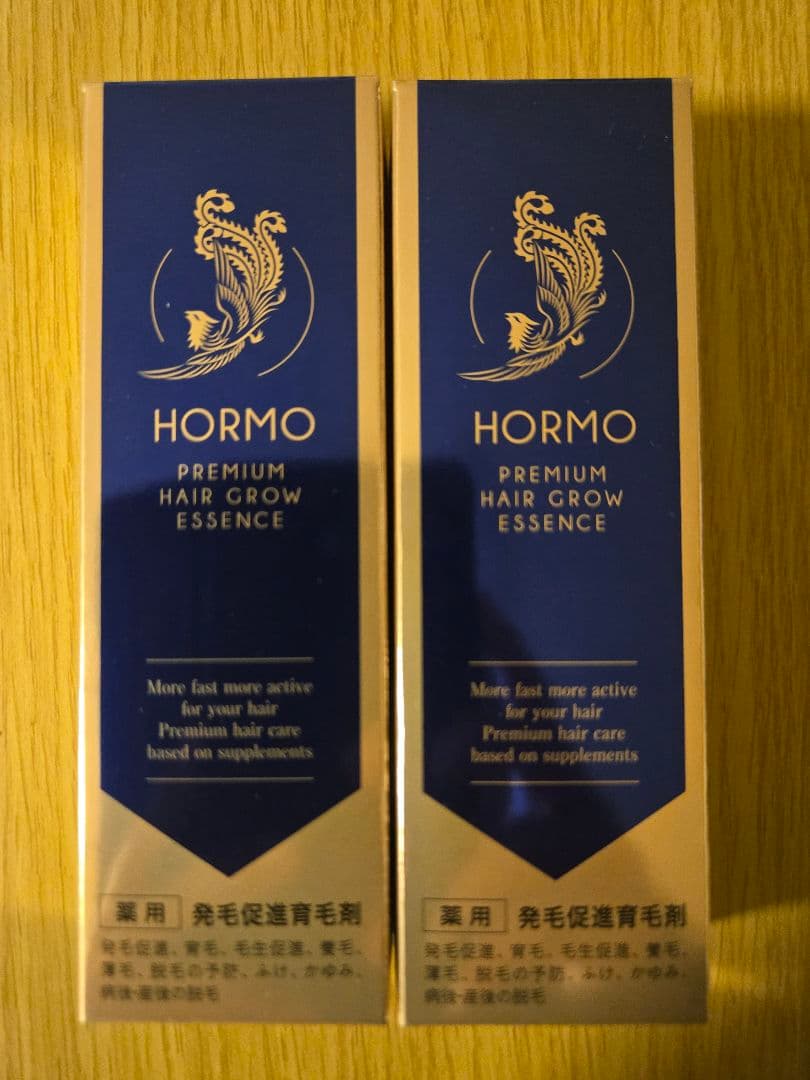 HORMO
PREMIUM
HAIR GROW
ESSENCE
More fast more active
for your hair
Premium hair care
based on supplements
薬用 発毛促進育毛剤
発毛促進、育毛、毛生促進、養毛、
薄毛、脱毛の予防、ふけ、かゆみ、
病後・産後の脱毛
HORMO
PREMIUM
HAIR GROW
ESSENCE
More fast more active
for your hair
Premium hair care
based on supplements
薬用 発毛促進育毛剤
発毛促進、育毛、毛生促進、養毛、
薄毛、脱毛の予防、ふけ、かゆみ、
病後・産後の脱毛